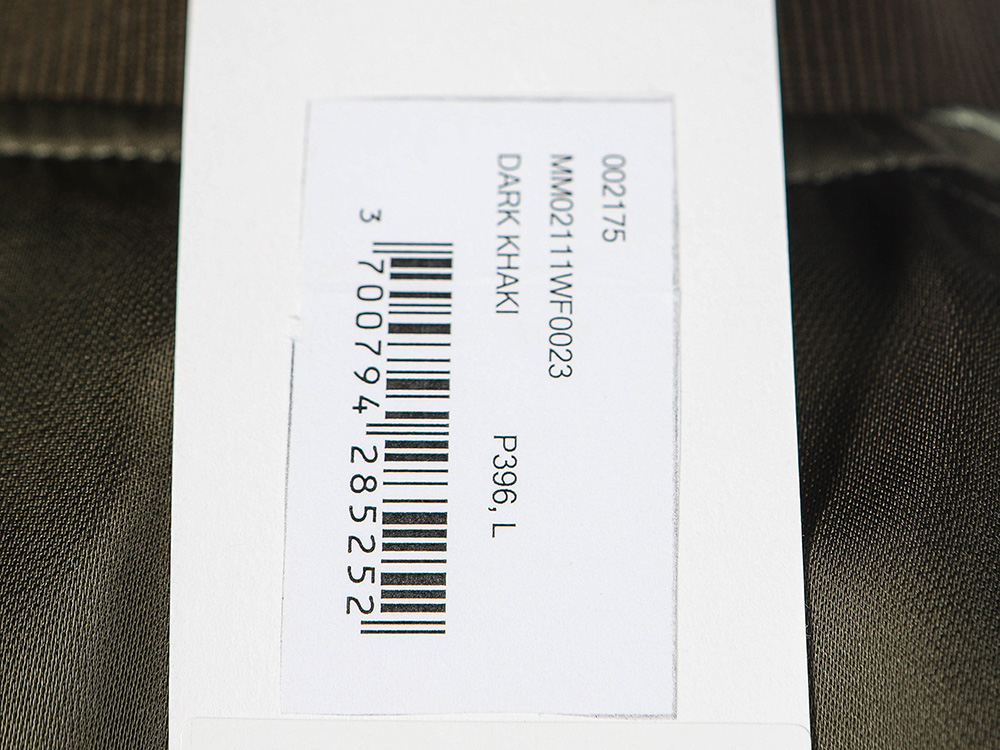 002175
MM02111WF0023
DARK KHAKI P396, L
3 700794 285252